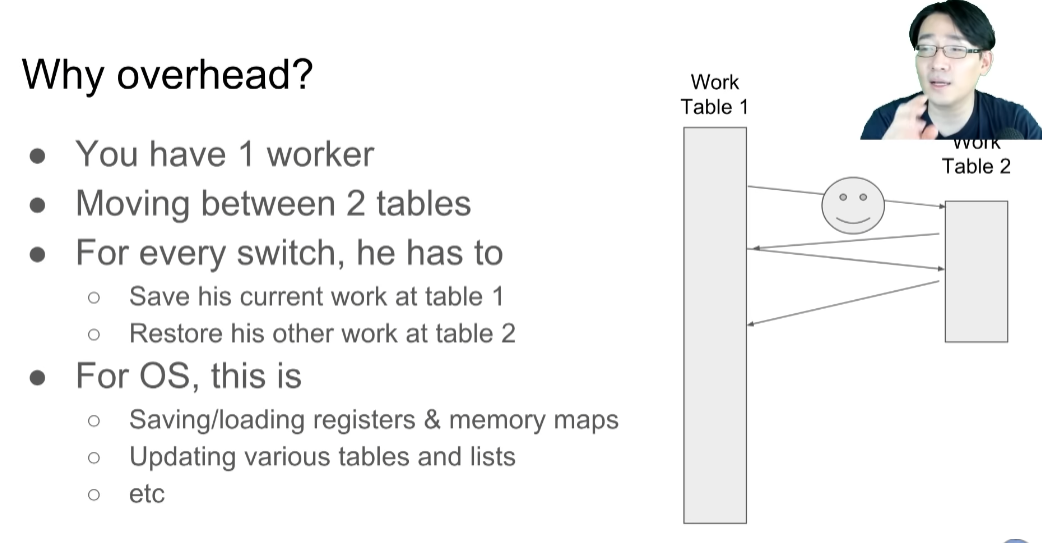 Why overhead?
● You have 1 worker
● Moving between 2 tables
● For every switch, he has to
○ Save his current work at table 1
○ Restore his other work at table 2
● For OS, this is
○ Saving/loading registers & memory maps
○ Updating various tables and lists
○ etc
Work
Table 1
Work
Table 2